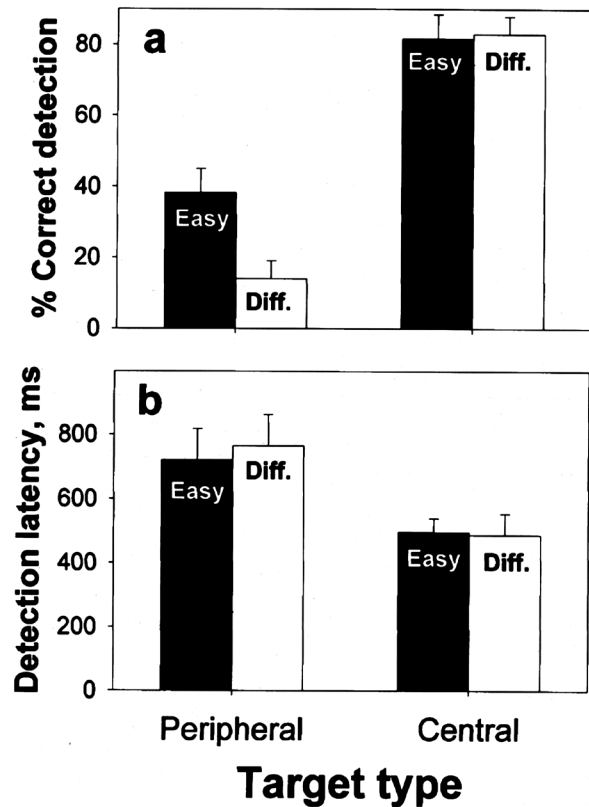 a
% Correct detection
80
60
40
20
0
Easy
Diff.
Easy
Diff.
b
Detection latency, ms
800
600
400
200
0
Easy
Diff.
Easy
Diff.
Peripheral
Central
Target type